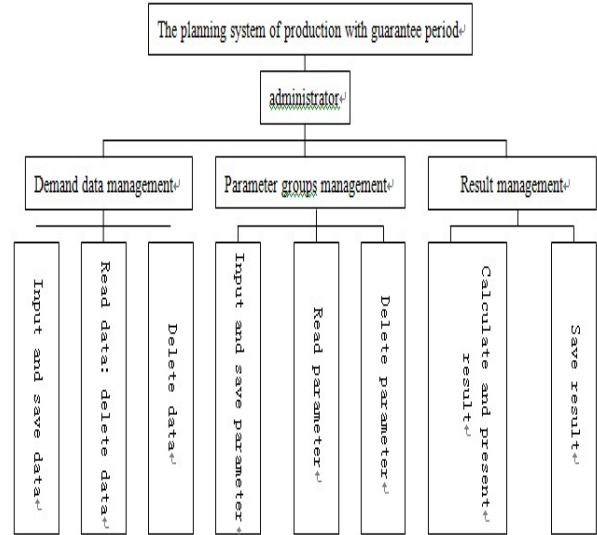 The planning system of production with guarantee period↵
administrator↵
Demand data management↵
Parameter groups management↵
Result management↵
Input and save data↵
Read data: delete data↵
Delete data↵
Input and save parameter↵
Read parameter↵
Delete parameter↵
Calculate and present
result↵
Save result↵